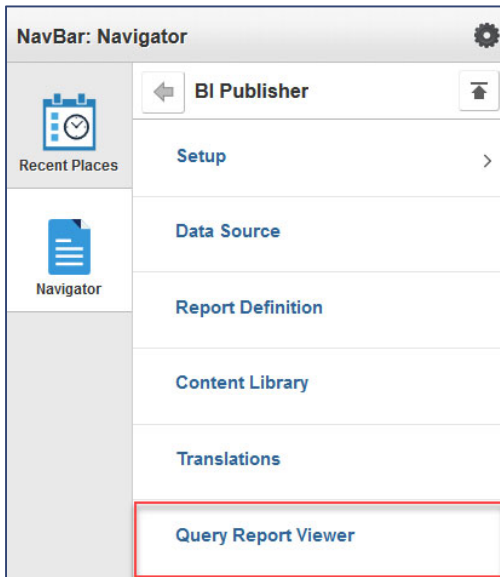 NavBar: Navigator
BI Publisher
Recent Places
Navigator
Setup
Data Source
Report Definition
Content Library
Translations
Query Report Viewer